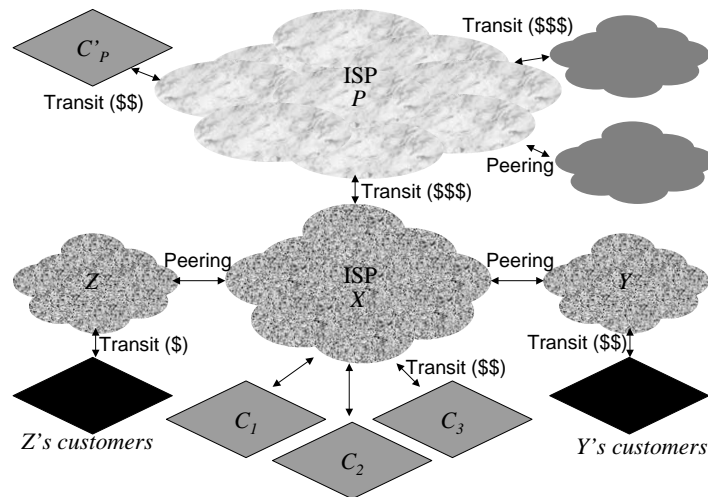 C'P
Transit ($$)
ISP
P
Transit ($$$)
Peering
Transit ($$$)
Z
Peering
ISP
X
Peering
Y
Transit ($)
Transit ($$)
Transit ($$)
C1
C2
C3
Z's customers
Y's customers